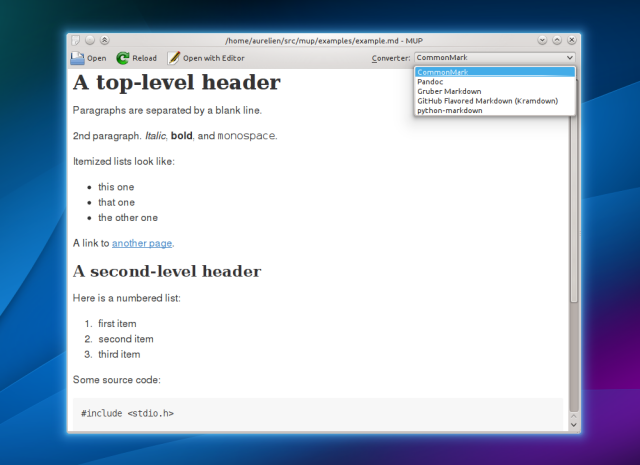 /home/aurelien/src/mup/examples/example.md - MUP
Open Reload Open with Editor Converter: CommonMark
CommonMark
Pandoc
Gruber Markdown
GitHub Flavored Markdown (Kramdown)
python-markdown
A top-level header
Paragraphs are separated by a blank line.
2nd paragraph. Italic, bold, and monospace.
Itemized lists look like:
• this one
• that one
• the other one
A link to another page.
A second-level header
Here is a numbered list:
1. first item
2. second item
3. third item
Some source code:
#include <stdio.h>